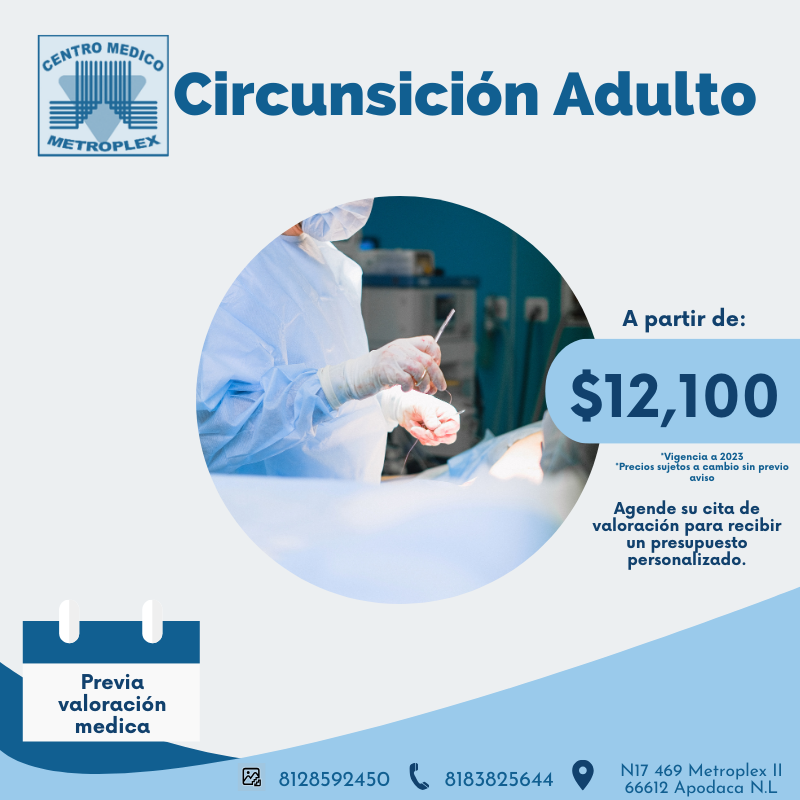 CENTRO MEDICO
METROPLEX
Circunsición Adulto
A partir de:
$12,100
*Vigencia a 2023
*Precios sujetos a cambio sin previo
aviso
Agende su cita de
valoración para recibir
un presupuesto
personalizado.
Previa
valoración
medica
8128592450
8183825644
N17 469 Metroplex II
66612 Apodaca N.L